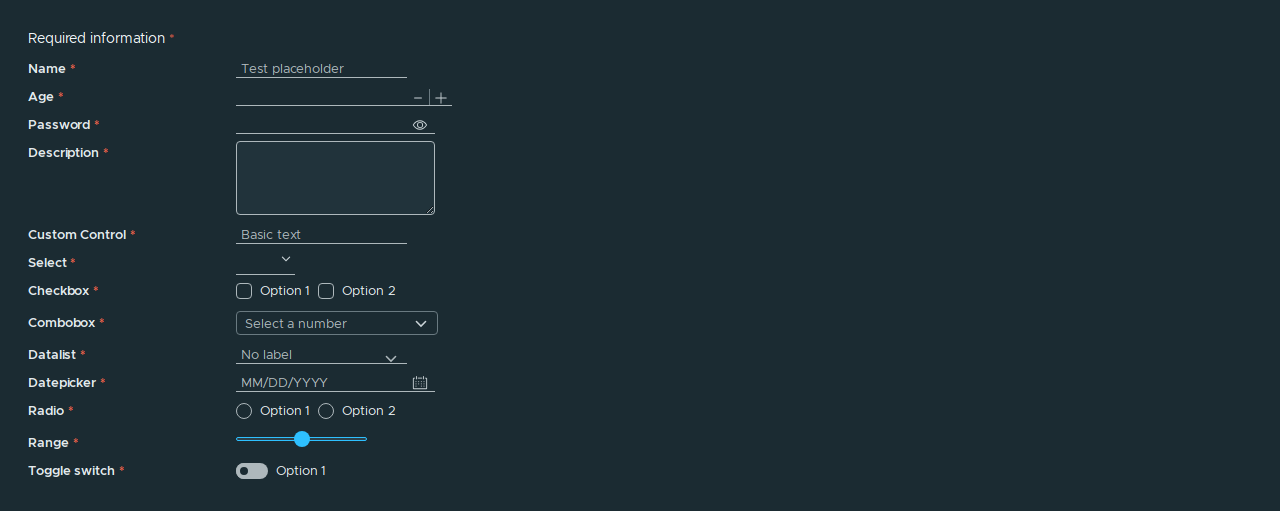 Required information *
Name * Test placeholder
Age *
Password *
Description *
Custom Control * Basic text
Select *
Checkbox * Option 1 Option 2
Combobox * Select a number
Datalist * No label
Datepicker * MM/DD/YYYY
Radio * Option 1 Option 2
Range *
Toggle switch * Option 1